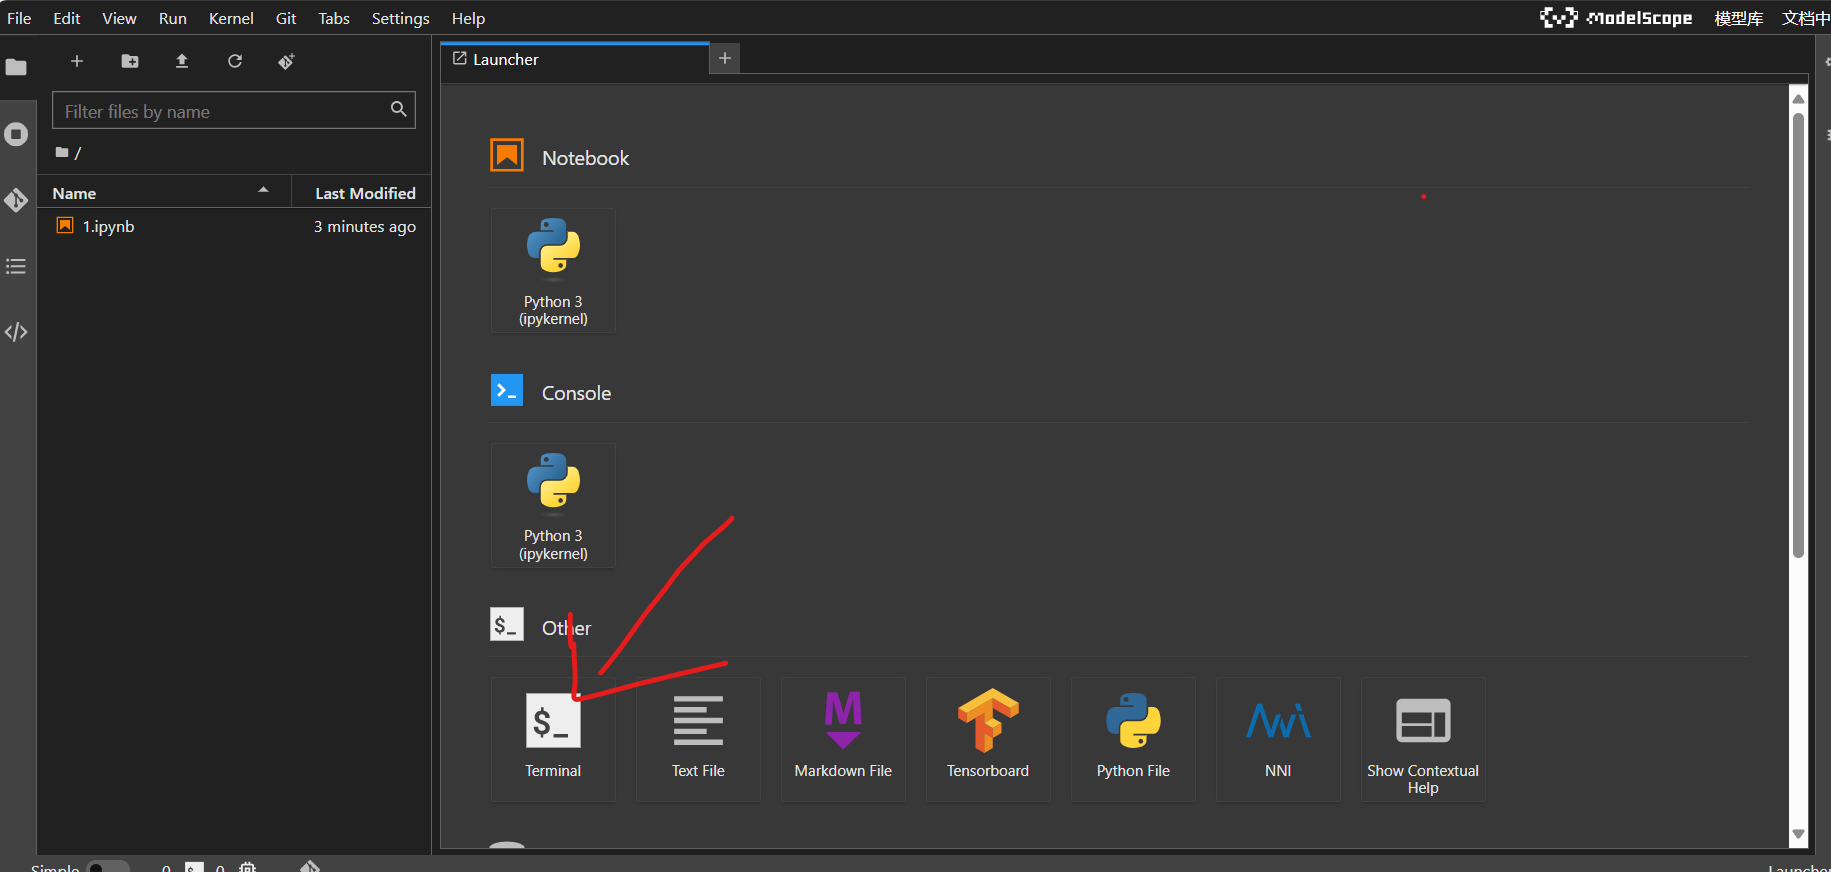 File Edit View Run Kernel Git Tabs Settings Help
ModelScope 模型库 文档中
Filter files by name
/
Name Last Modified
1.ipynb 3 minutes ago
Launcher
Notebook
Python 3
(ipykernel)
Console
Python 3
(ipykernel)
$_ Other
$_
Terminal
Text File
M
Markdown File
Tensorboard
Python File
NNI
Show Contextual
Help
Simple 0 0
Launcher